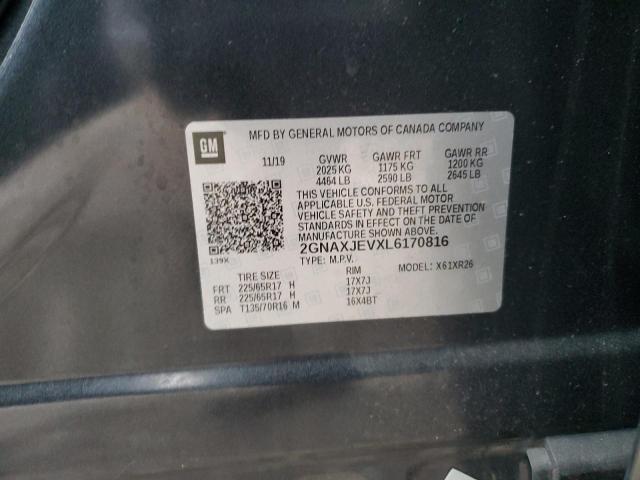 GM
MFD BY GENERAL MOTORS OF CANADA COMPANY
11/19 GVWR GAWR FRT GAWR RR
2025 KG 1175 KG 1200 KG
4464 LB 2590 LB 2645 LB
THIS VEHICLE CONFORMS TO ALL
APPLICABLE U.S. FEDERAL MOTOR
VEHICLE SAFETY AND THEFT PREVENTION
STANDARDS IN EFFECT ON THE DATE OF
MANUFACTURE SHOWN ABOVE.
2GNAXJEVXL6170816
139X TYPE: M.P.V. MODEL: X61XR26
TIRE SIZE RIM
FRT 225/65R17 H 17X7J
RR 225/65R17 H 17X7J
SPA T135/70R16 M 16X4BT